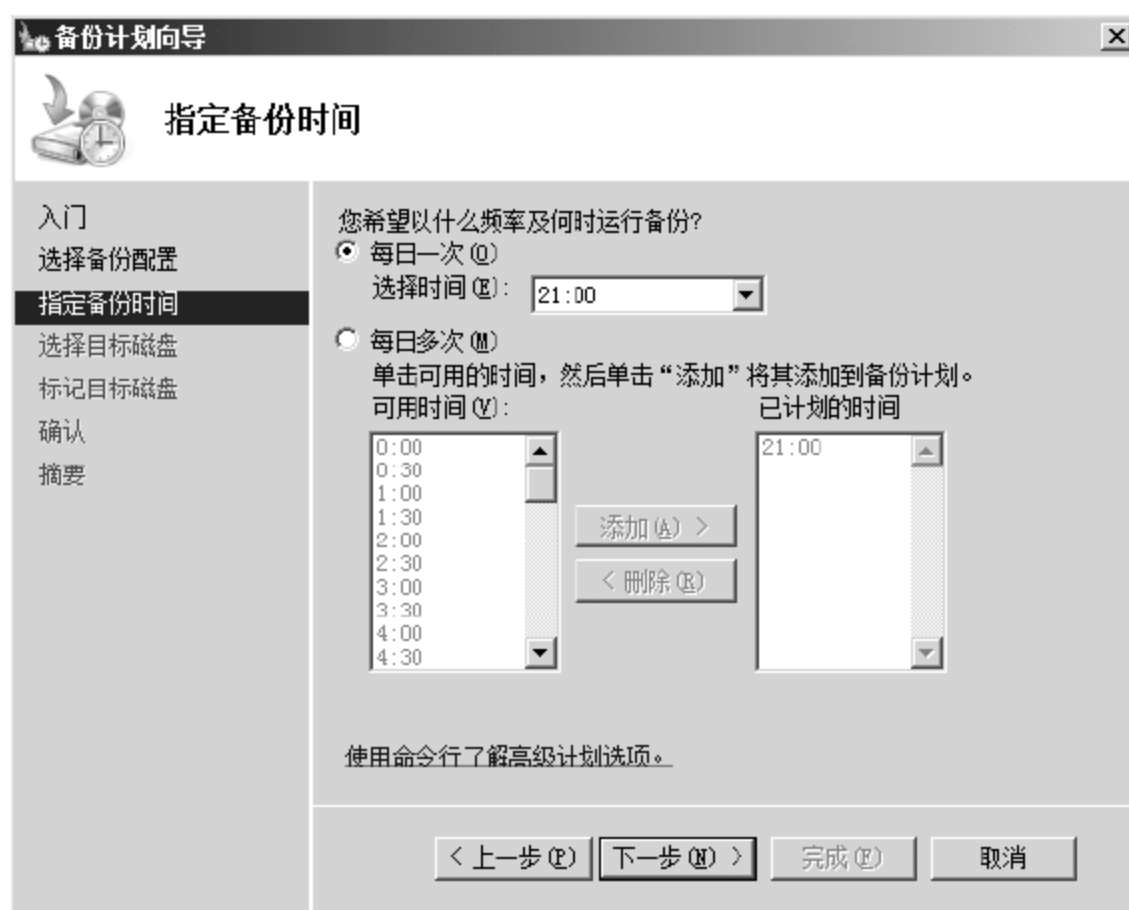 备份计划向导
指定备份时间
入门
选择备份配置
指定备份时间
选择目标磁盘
标记目标磁盘
确认
摘要
您希望以什么频率及何时运行备份?
每日一次(O)
选择时间(E):
21:00
每日多次(M)
单击可用的时间，然后单击“添加”将其添加到备份计划。
可用时间(V):
已计划的时间
0:00
0:30
1:00
1:30
2:00
2:30
3:00
3:30
4:00
4:30
21:00
添加(A) >
< 删除(R)
使用命令行了解高级计划选项。
< 上一步(P)
下一步(N) >
完成(F)
取消